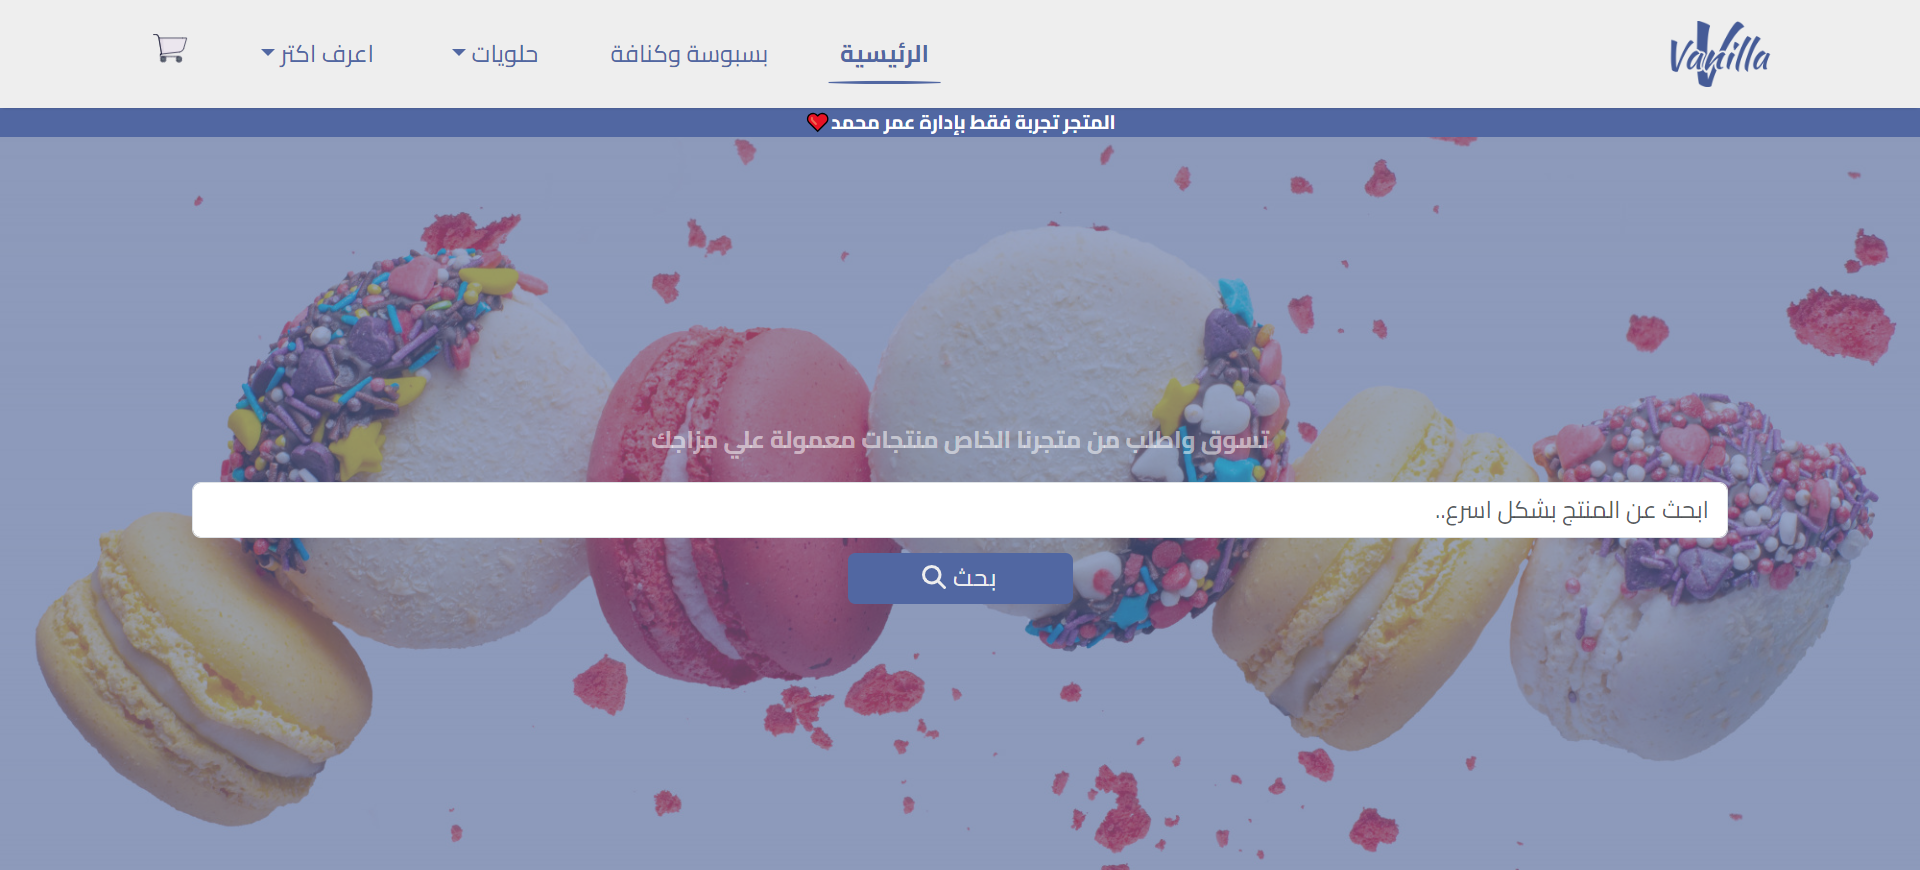 Vanilla
الرئيسية
بسبوسة وكنافة
حلويات
اعرف اكتر
المتجر تجربة فقط بإدارة عمر محمد❤️
تسوق واطلب من متجرنا الخاص منتجات معمولة علي مزاجك
ابحث عن المنتج بشكل اسرع..
بحث